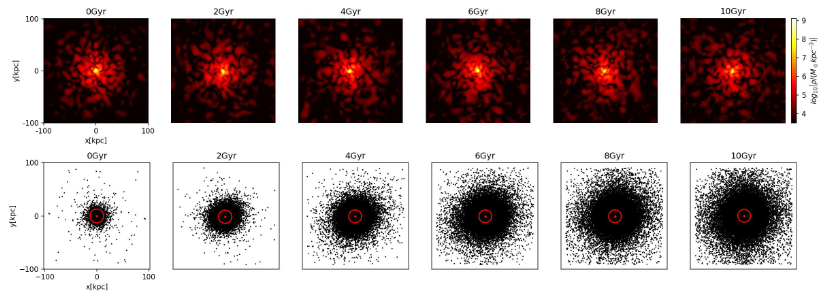 0Gyr 2Gyr 4Gyr 6Gyr 8Gyr 10Gyr
100
0
-100
y[kpc]
-100 0 100
x[kpc]
9
8
7
6
5
4
log₁₀[ρ/(M⊙kpc⁻³)]
0Gyr 2Gyr 4Gyr 6Gyr 8Gyr 10Gyr
100
0
−100
y[kpc]
−100 0 100
x[kpc]